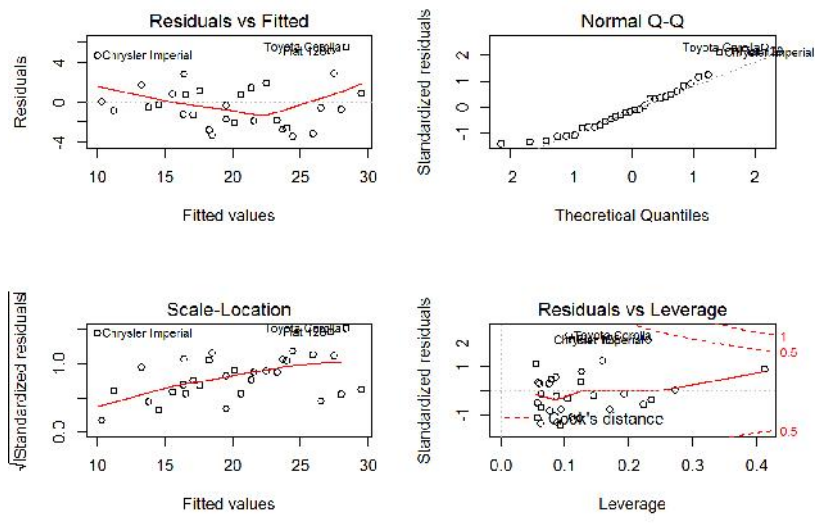 Residuals vs Fitted
Residuals
4
0
-4
Toyota Corolla
Fiat 128
Chrysler Imperial
10 15 20 25 30
Fitted values
Normal Q-Q
Standardized residuals
2
1
0
-1
Toyota Corolla
Chrysler Imperial
2 1 0 1 2
Theoretical Quantiles
Scale-Location
√|Standardized residuals|
1.0
0.0
Toyota Corolla
Fiat 128
Chrysler Imperial
10 15 20 25 30
Fitted values
Residuals vs Leverage
Standardized residuals
2
1
-1
Toyota Corolla
Chrysler Imperial
Cook's distance
1
0.5
0.5
0.0 0.1 0.2 0.3 0.4
Leverage